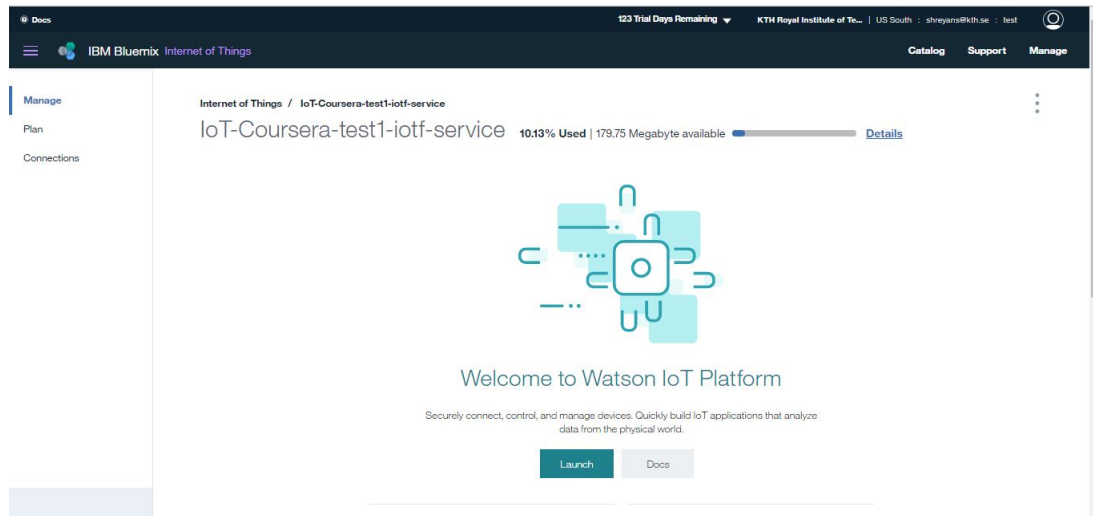 Docs
123 Trial Days Remaining
KTH Royal Institute of Te... | US South : shreyans@kth.se : test
IBM Bluemix Internet of Things
Catalog Support Manage
Manage
Plan
Connections
Internet of Things / IoT-Coursera-test1-iotf-service
IoT-Coursera-test1-iotf-service
10.13% Used | 179.75 Megabyte available
Details
Welcome to Watson IoT Platform
Securely connect, control, and manage devices. Quickly build IoT applications that analyze
data from the physical world.
Launch
Docs